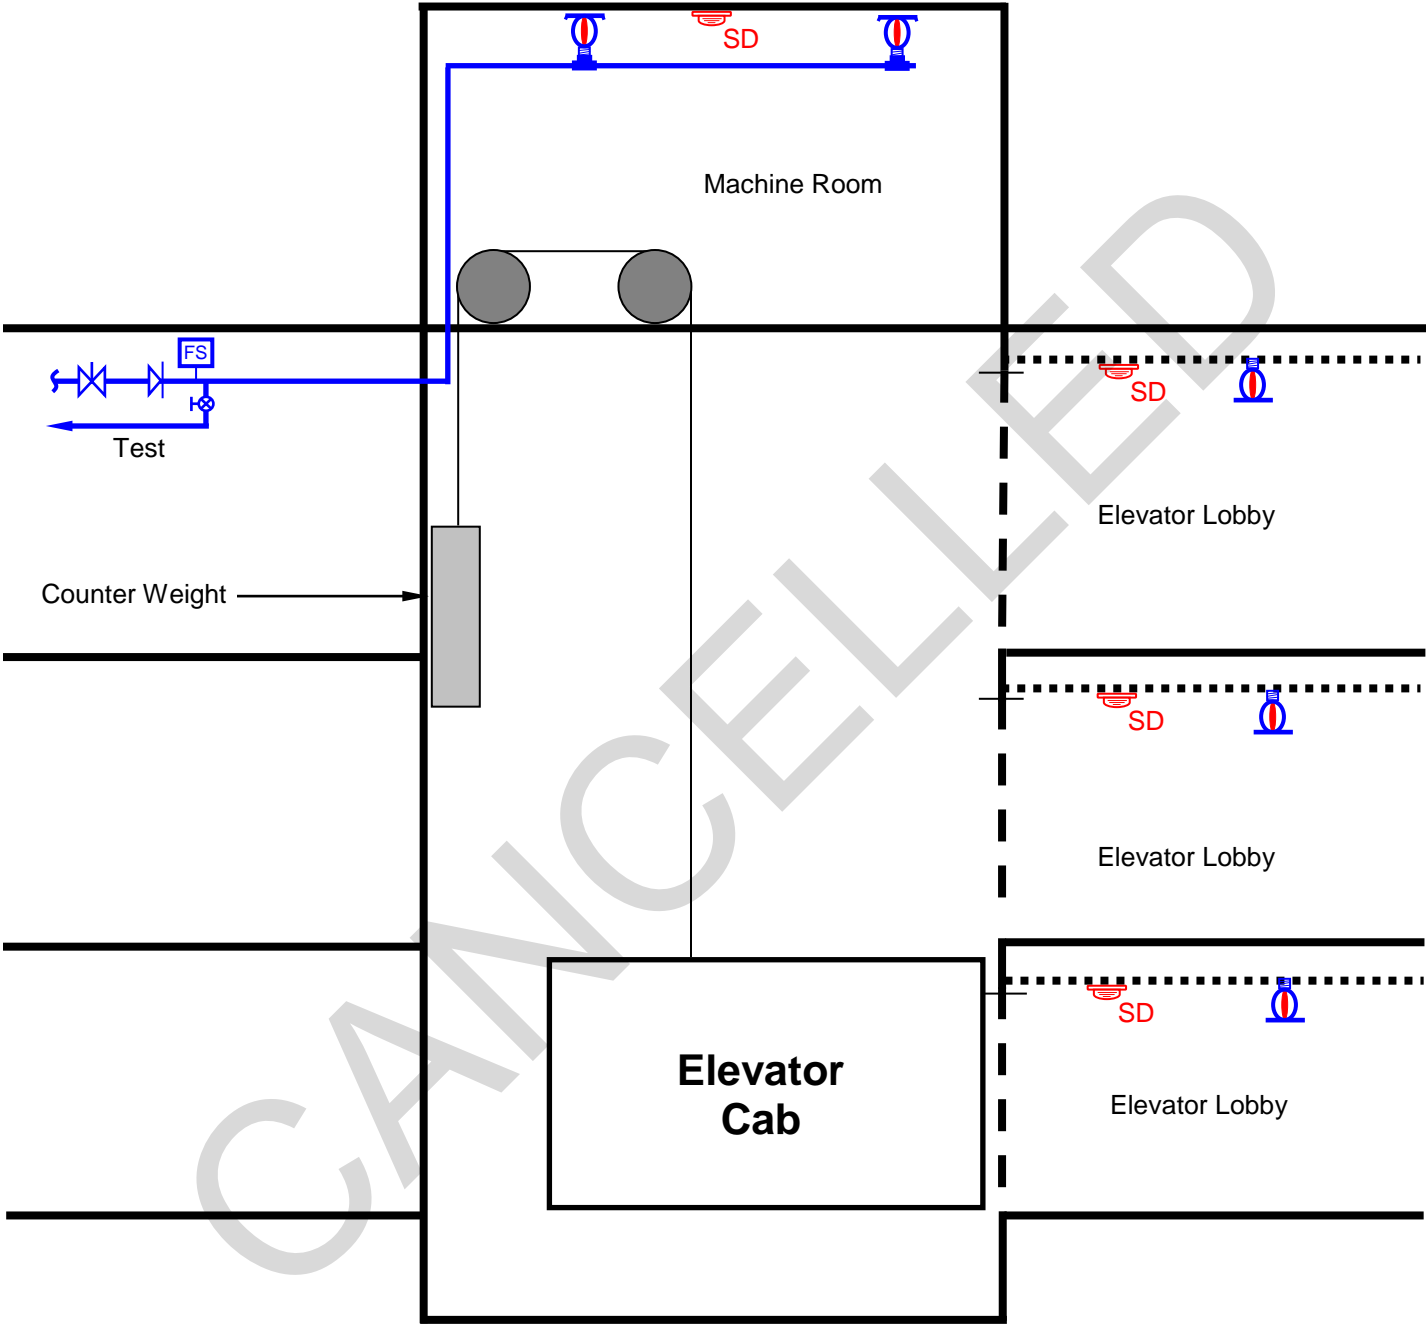 SD
Machine Room
FS
SD
Test
Elevator Lobby
Counter Weight
SD
Elevator Lobby
SD
Elevator
Cab
Elevator Lobby
CANCELLED